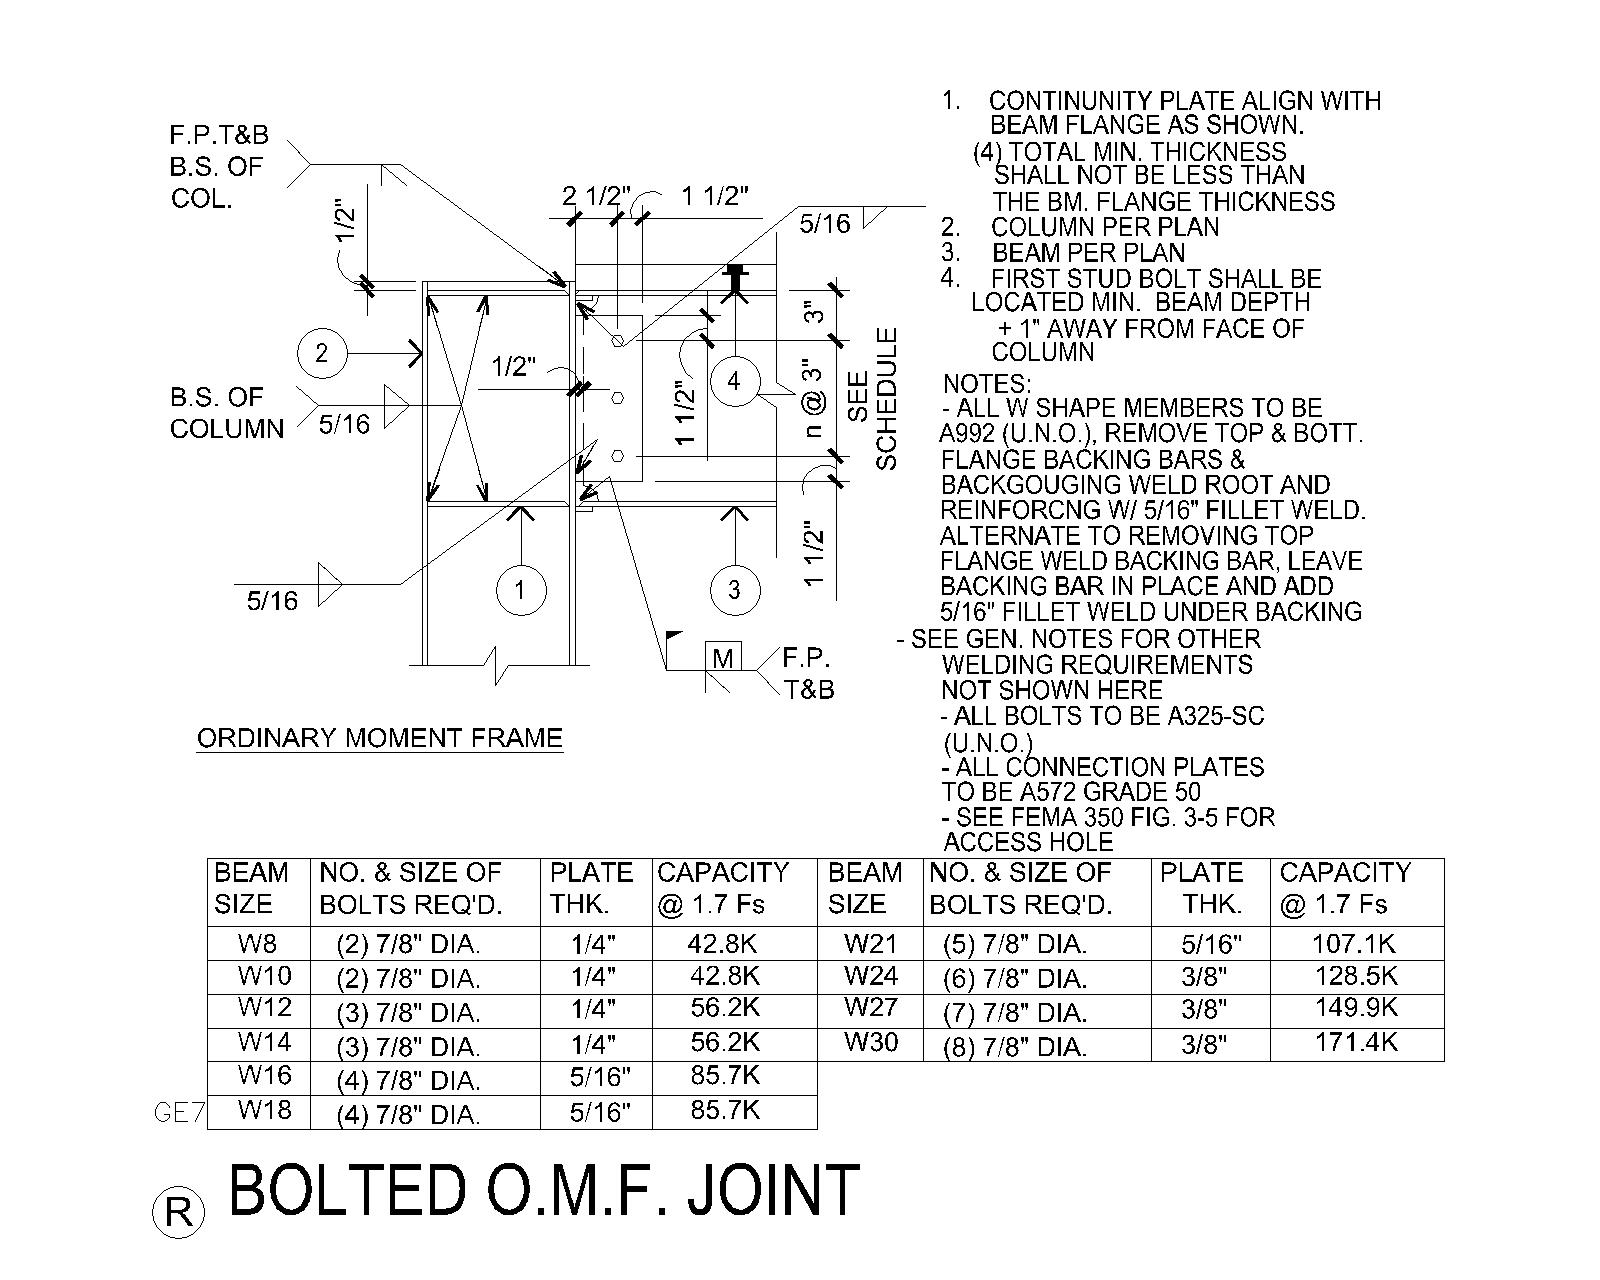 F.P.T&B
B.S. OF
COL.
1/2"
2 1/2"
1 1/2"
5/16
2
1/2"
3"
n @ 3"
SEE
SCHEDULE
4
1 1/2"
B.S. OF
COLUMN
5/16
1 1/2"
5/16
1
3
M
F.P.
T&B
ORDINARY MOMENT FRAME
1. CONTINUNITY PLATE ALIGN WITH
BEAM FLANGE AS SHOWN.
(4) TOTAL MIN. THICKNESS
SHALL NOT BE LESS THAN
THE BM. FLANGE THICKNESS
2. COLUMN PER PLAN
3. BEAM PER PLAN
4. FIRST STUD BOLT SHALL BE
LOCATED MIN. BEAM DEPTH
+ 1" AWAY FROM FACE OF
COLUMN
NOTES:
- ALL W SHAPE MEMBERS TO BE
A992 (U.N.O.), REMOVE TOP & BOTT.
FLANGE BACKING BARS &
BACKGOUGING WELD ROOT AND
REINFORCNG W/ 5/16" FILLET WELD.
ALTERNATE TO REMOVING TOP
FLANGE WELD BACKING BAR, LEAVE
BACKING BAR IN PLACE AND ADD
5/16" FILLET WELD UNDER BACKING
- SEE GEN. NOTES FOR OTHER
WELDING REQUIREMENTS
NOT SHOWN HERE
- ALL BOLTS TO BE A325-SC
(U.N.O.)
- ALL CONNECTION PLATES
TO BE A572 GRADE 50
- SEE FEMA 350 FIG. 3-5 FOR
ACCESS HOLE
BEAM SIZE NO. & SIZE OF BOLTS REQ'D. PLATE THK. CAPACITY @ 1.7 Fs BEAM SIZE NO. & SIZE OF BOLTS REQ'D. PLATE THK. CAPACITY @ 1.7 Fs
W8 (2) 7/8" DIA. 1/4" 42.8K W21 (5) 7/8" DIA. 5/16" 107.1K
W10 (2) 7/8" DIA. 1/4" 42.8K W24 (6) 7/8" DIA. 3/8" 128.5K
W12 (3) 7/8" DIA. 1/4" 56.2K W27 (7) 7/8" DIA. 3/8" 149.9K
W14 (3) 7/8" DIA. 1/4" 56.2K W30 (8) 7/8" DIA. 3/8" 171.4K
W16 (4) 7/8" DIA. 5/16" 85.7K
GE7 W18 (4) 7/8" DIA. 5/16" 85.7K
R BOLTED O.M.F. JOINT